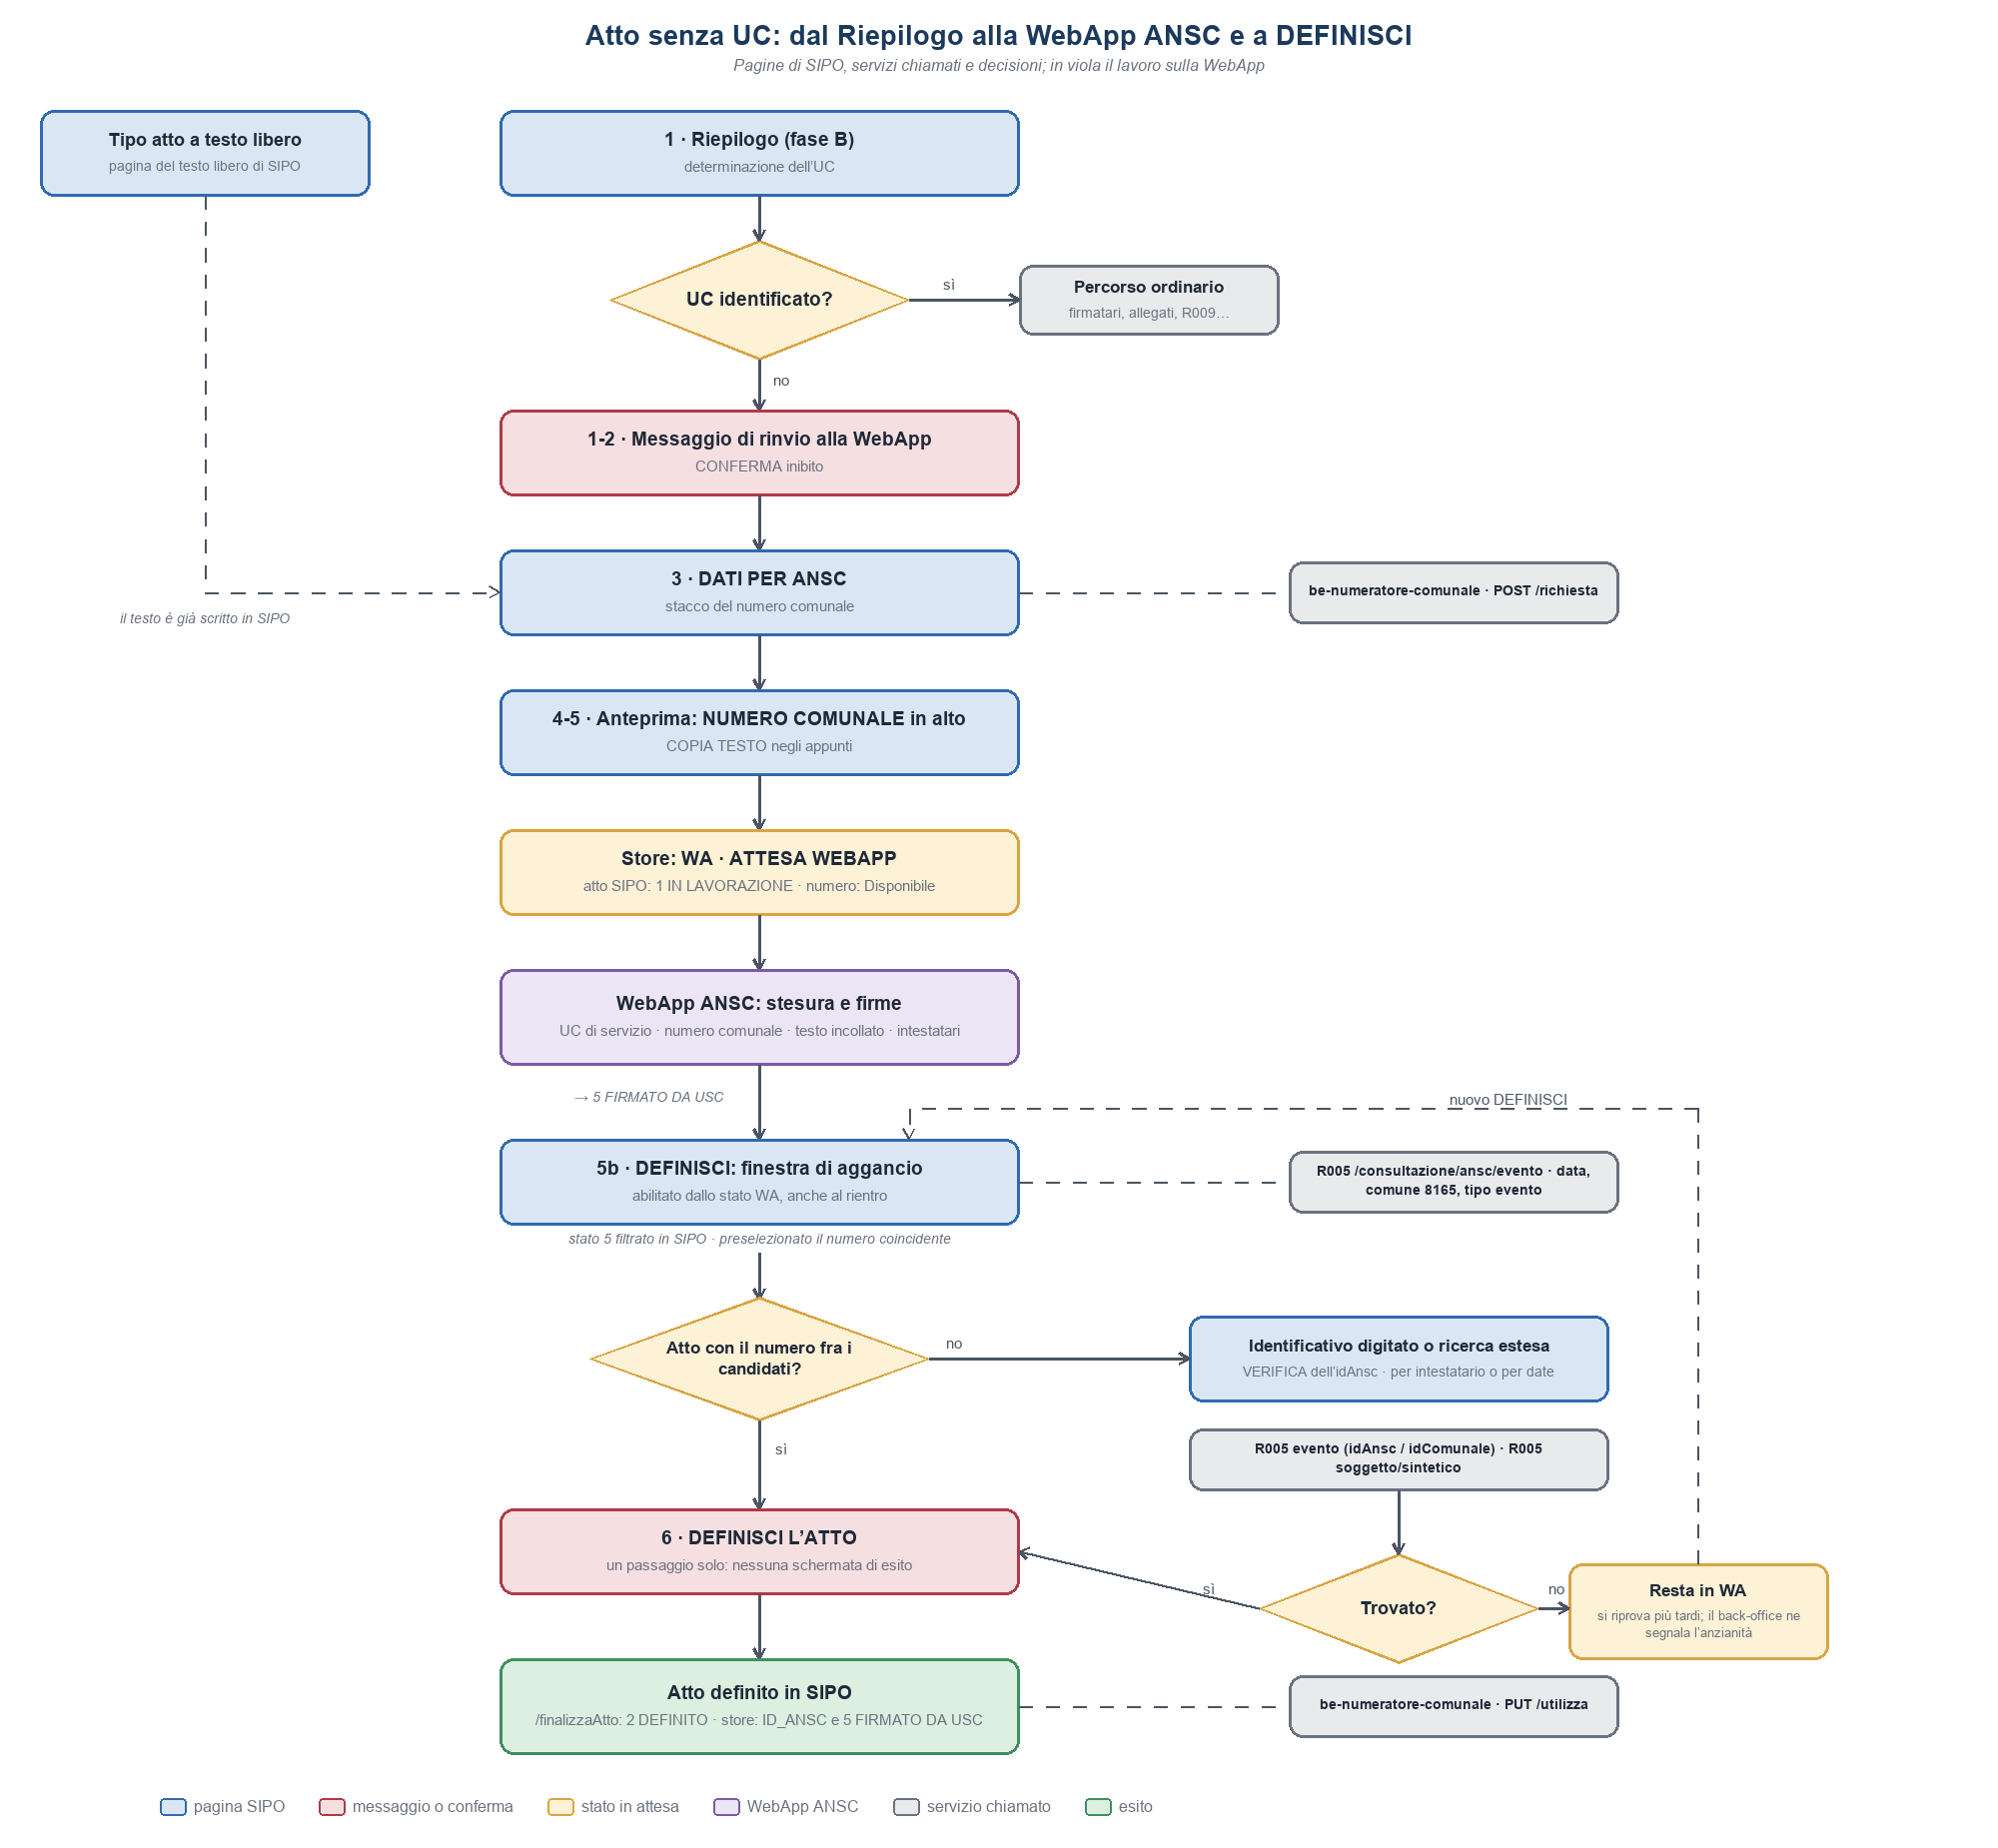 Atto senza UC: dal Riepilogo alla WebApp ANSC e a DEFINISCI
Pagine di SIPO, servizi chiamati e decisioni; in viola il lavoro sulla WebApp
Tipo atto a testo libero
pagina del testo libero di SIPO
1 · Riepilogo (fase B)
determinazione dell'UC
UC identificato?
sì
Percorso ordinario
firmatari, allegati, R009…
no
1-2 · Messaggio di rinvio alla WebApp
CONFERMA inibito
3 · DATI PER ANSC
stacco del numero comunale
be-numeratore-comunale · POST /richiesta
il testo è già scritto in SIPO
4-5 · Anteprima: NUMERO COMUNALE in alto
COPIA TESTO negli appunti
Store: WA · ATTESA WEBAPP
atto SIPO: 1 IN LAVORAZIONE · numero: Disponibile
WebApp ANSC: stesura e firme
UC di servizio · numero comunale · testo incollato · intestatari
→ 5 FIRMATO DA USC
nuovo DEFINISCI
5b · DEFINISCI: finestra di aggancio
abilitato dallo stato WA, anche al rientro
R005 /consultazione/ansc/evento · data,
comune 8165, tipo evento
stato 5 filtrato in SIPO · preselezionato il numero coincidente
Atto con il numero fra i
candidati?
no
Identificativo digitato o ricerca estesa
VERIFICA dell'idAnsc · per intestatario o per date
sì
R005 evento (idAnsc / idComunale) · R005
soggetto/sintetico
6 · DEFINISCI L'ATTO
un passaggio solo: nessuna schermata di esito
sì
Trovato?
no
Resta in WA
si riprova più tardi; il back-office ne
segnala l'anzianità
Atto definito in SIPO
/finalizzaAtto: 2 DEFINITO · store: ID_ANSC e 5 FIRMATO DA USC
be-numeratore-comunale · PUT /utilizza
pagina SIPO
messaggio o conferma
stato in attesa
WebApp ANSC
servizio chiamato
esito